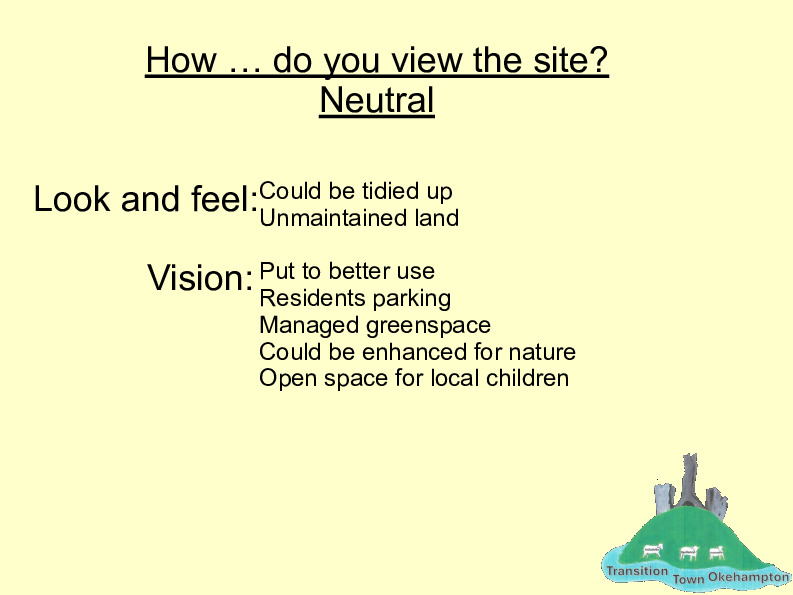 How … do you view the site?
Neutral
Look and feel:
Could be tidied up
Unmaintained land
Vision:
Put to better use
Residents parking
Managed greenspace
Could be enhanced for nature
Open space for local children
Transition Town Okehampton